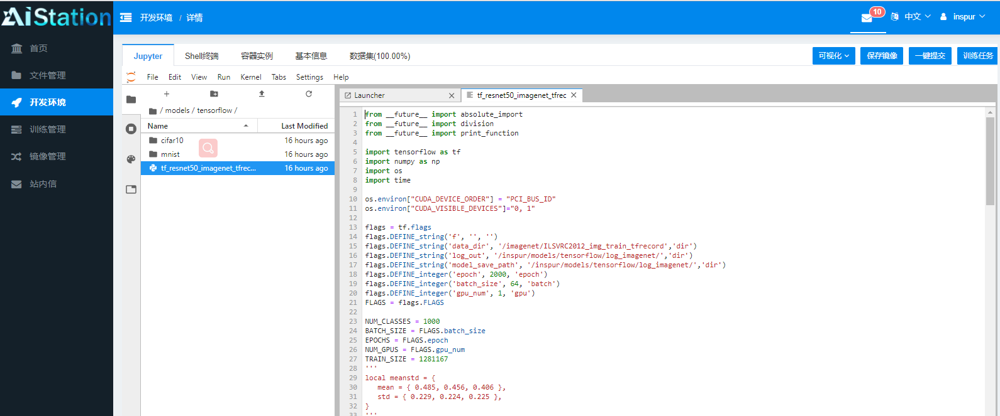 AiStation
开发环境 / 详情
10
中文
inspur
首页
文件管理
开发环境
训练管理
镜像管理
站内信
Jupyter
Shell终端
容器实例
基本信息
数据集(100.00%)
可视化
保存镜像
一键提交
训练任务
File Edit View Run Kernel Tabs Settings Help
/ models / tensorflow /
Name
Last Modified
cifar10 16 hours ago
mnist 16 hours ago
tf_resnet50_imagenet_tfrec... 16 hours ago
Launcher
tf_resnet50_imagenet_tfrec
1 from __future__ import absolute_import
2 from __future__ import division
3 from __future__ import print_function
4
5 import tensorflow as tf
6 import numpy as np
7 import os
8 import time
9
10 os.environ["CUDA_DEVICE_ORDER"] = "PCI_BUS_ID"
11 os.environ["CUDA_VISIBLE_DEVICES"]="0, 1"
12
13 flags = tf.flags
14 flags.DEFINE_string('f', '', '')
15 flags.DEFINE_string('data_dir', '/imagenet/ILSVRC2012_img_train_tfrecord','dir')
16 flags.DEFINE_string('log_out', '/inspur/models/tensorflow/log_imagenet/','dir')
17 flags.DEFINE_string('model_save_path', '/inspur/models/tensorflow/log_imagenet/','dir')
18 flags.DEFINE_integer('epoch', 2000, 'epoch')
19 flags.DEFINE_integer('batch_size', 64, 'batch')
20 flags.DEFINE_integer('gpu_num', 1, 'gpu')
21 FLAGS = flags.FLAGS
22
23 NUM_CLASSES = 1000
24 BATCH_SIZE = FLAGS.batch_size
25 EPOCHS = FLAGS.epoch
26 NUM_GPUS = FLAGS.gpu_num
27 TRAIN_SIZE = 1281167
28 '''
29 local meanstd = {
30 mean = { 0.485, 0.456, 0.406 },
31 std = { 0.229, 0.224, 0.225 },
32 }
33 '''